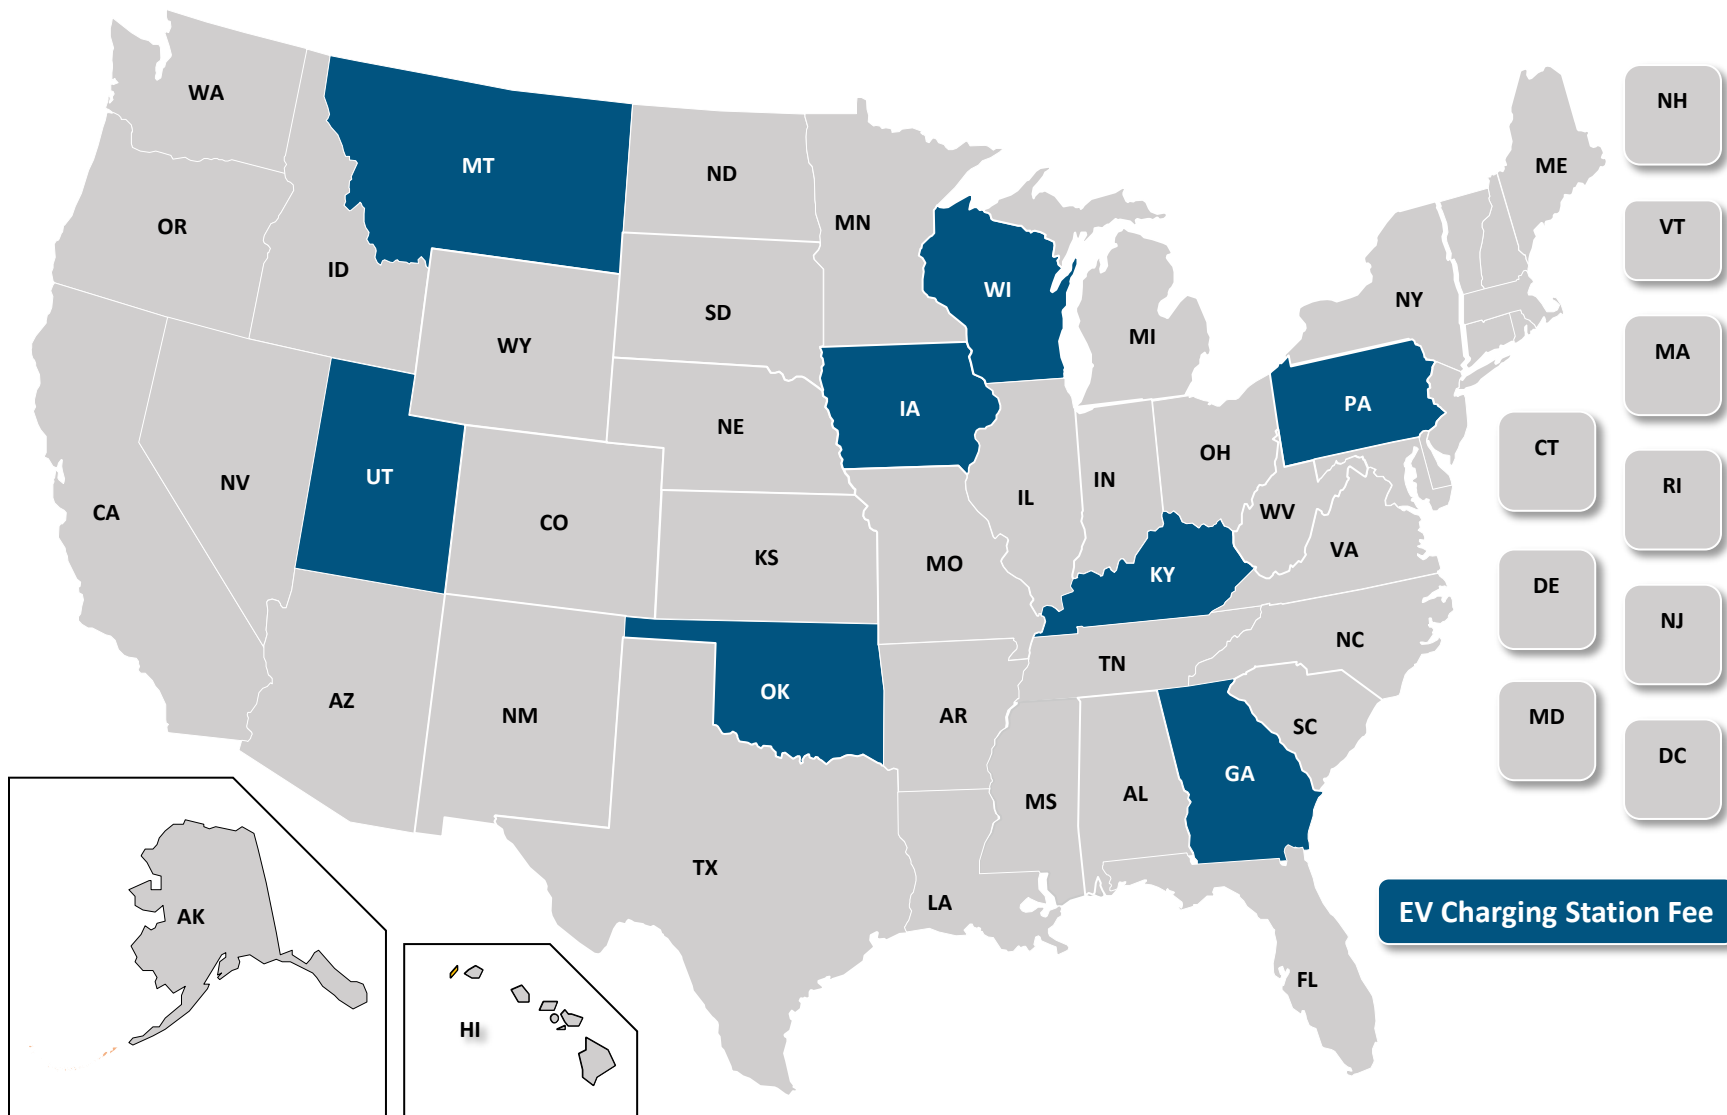 WA
MT
ND
MN
OR
ID
SD
WI
WY
MI
NY
ME
NH
VT
MA
CT
RI
NE
IA
PA
NV
UT
CA
CO
KS
MO
IL
IN
OH
WV
VA
KY
DE
NJ
NC
TN
AZ
NM
OK
AR
SC
MD
DC
MS
AL
GA
TX
LA
EV Charging Station Fee
AK
FL
HI